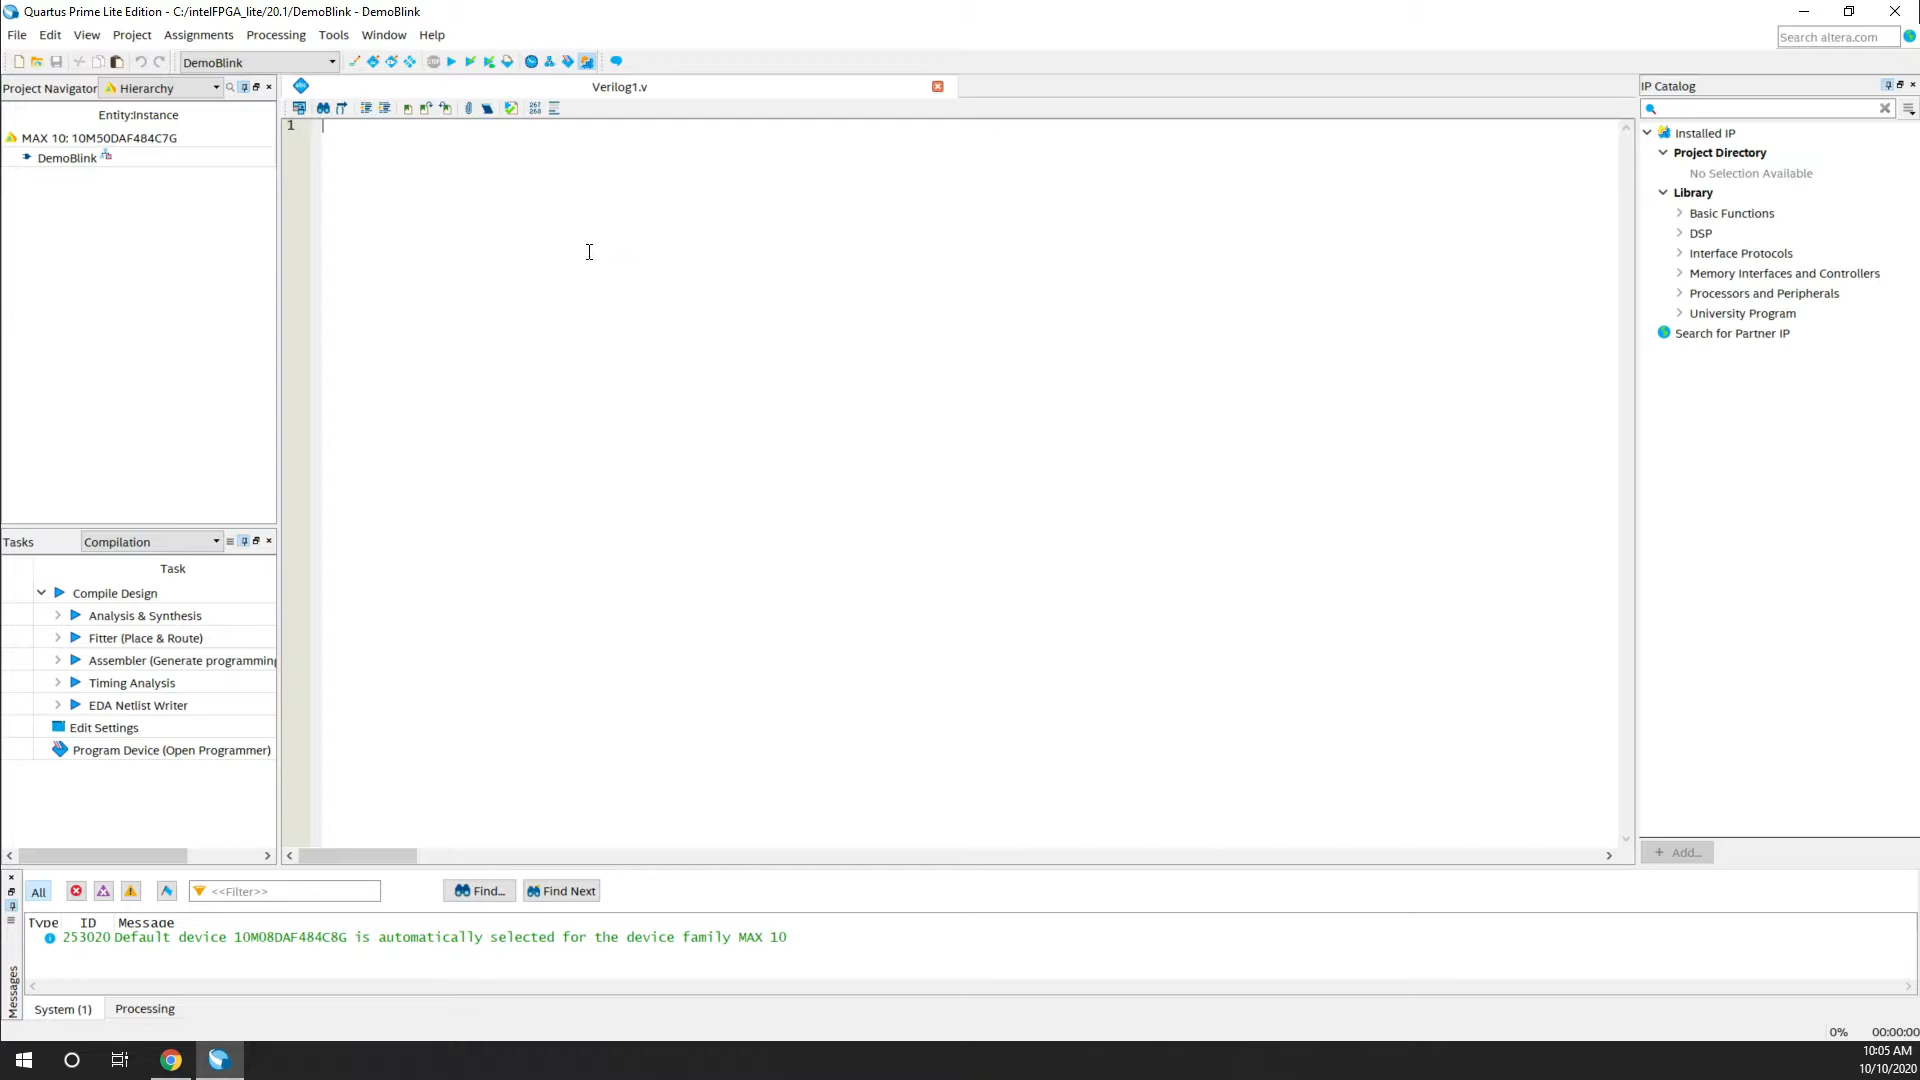 Quartus Prime Lite Edition - C:/intelFPGA_lite/20.1/DemoBlink - DemoBlink
File Edit View Project Assignments Processing Tools Window Help
Search altera.com
DemoBlink
Project Navigator Hierarchy
Verilog1.v
IP Catalog
Entity:Instance
MAX 10: 10M50DAF484C7G
DemoBlink
267
268
1
Installed IP
Project Directory
No Selection Available
Library
Basic Functions
DSP
Interface Protocols
Memory Interfaces and Controllers
Processors and Peripherals
University Program
Search for Partner IP
Tasks Compilation
Task
Compile Design
Analysis & Synthesis
Fitter (Place & Route)
Assembler (Generate programming
Timing Analysis
EDA Netlist Writer
Edit Settings
Program Device (Open Programmer)
+ Add...
All <<Filter>> Find... Find Next
Type ID Message
253020 Default device 10M08DAF484C8G is automatically selected for the device family MAX 10
Messages
System (1) Processing
0% 00:00:00
10:05 AM
10/10/2020